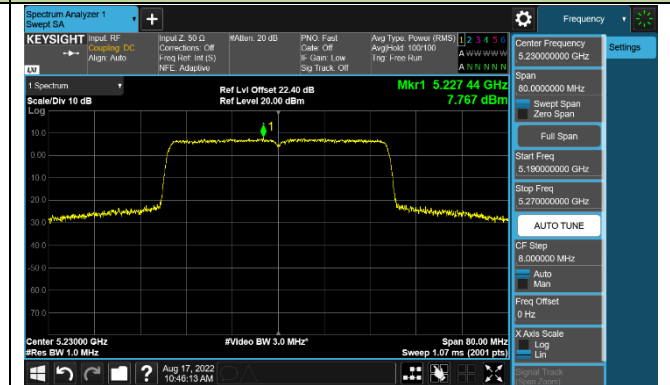 Spectrum Analyzer 1
Swept SA
+
Frequency
KEYSIGHT
Input: RF
Coupling: DC
Align: Auto
Input Z: 50 Ω
Corrections: Off
Freq Ref: Int (S)
NFE: Adaptive
#Atten: 20 dB
PNO: Fast
Gate: Off
IF Gain: Low
Sig Track: Off
Avg Type: Power (RMS)
Avg|Hold: 100/100
Trig: Free Run
1 2 3 4 5 6
A W W W W W
A N N N N N
LXI
1 Spectrum
Scale/Div 10 dB
Log
Ref Lvl Offset 22.40 dB
Ref Level 20.00 dBm
Mkr1 5.227 44 GHz
7.767 dBm
1
10.0
0.00
-10.0
-20.0
-30.0
-40.0
-50.0
-60.0
-70.0
Center 5.23000 GHz
#Res BW 1.0 MHz
#Video BW 3.0 MHz*
Span 80.00 MHz
Sweep 1.07 ms (2001 pts)
Aug 17, 2022
10:46:13 AM
?
Settings
Center Frequency
5.230000000 GHz
Span
80.0000000 MHz
Swept Span
Zero Span
Full Span
Start Freq
5.190000000 GHz
Stop Freq
5.270000000 GHz
AUTO TUNE
CF Step
8.000000 MHz
Auto
Man
Freq Offset
0 Hz
X Axis Scale
Log
Lin
Signal Track
(Span Zoom)